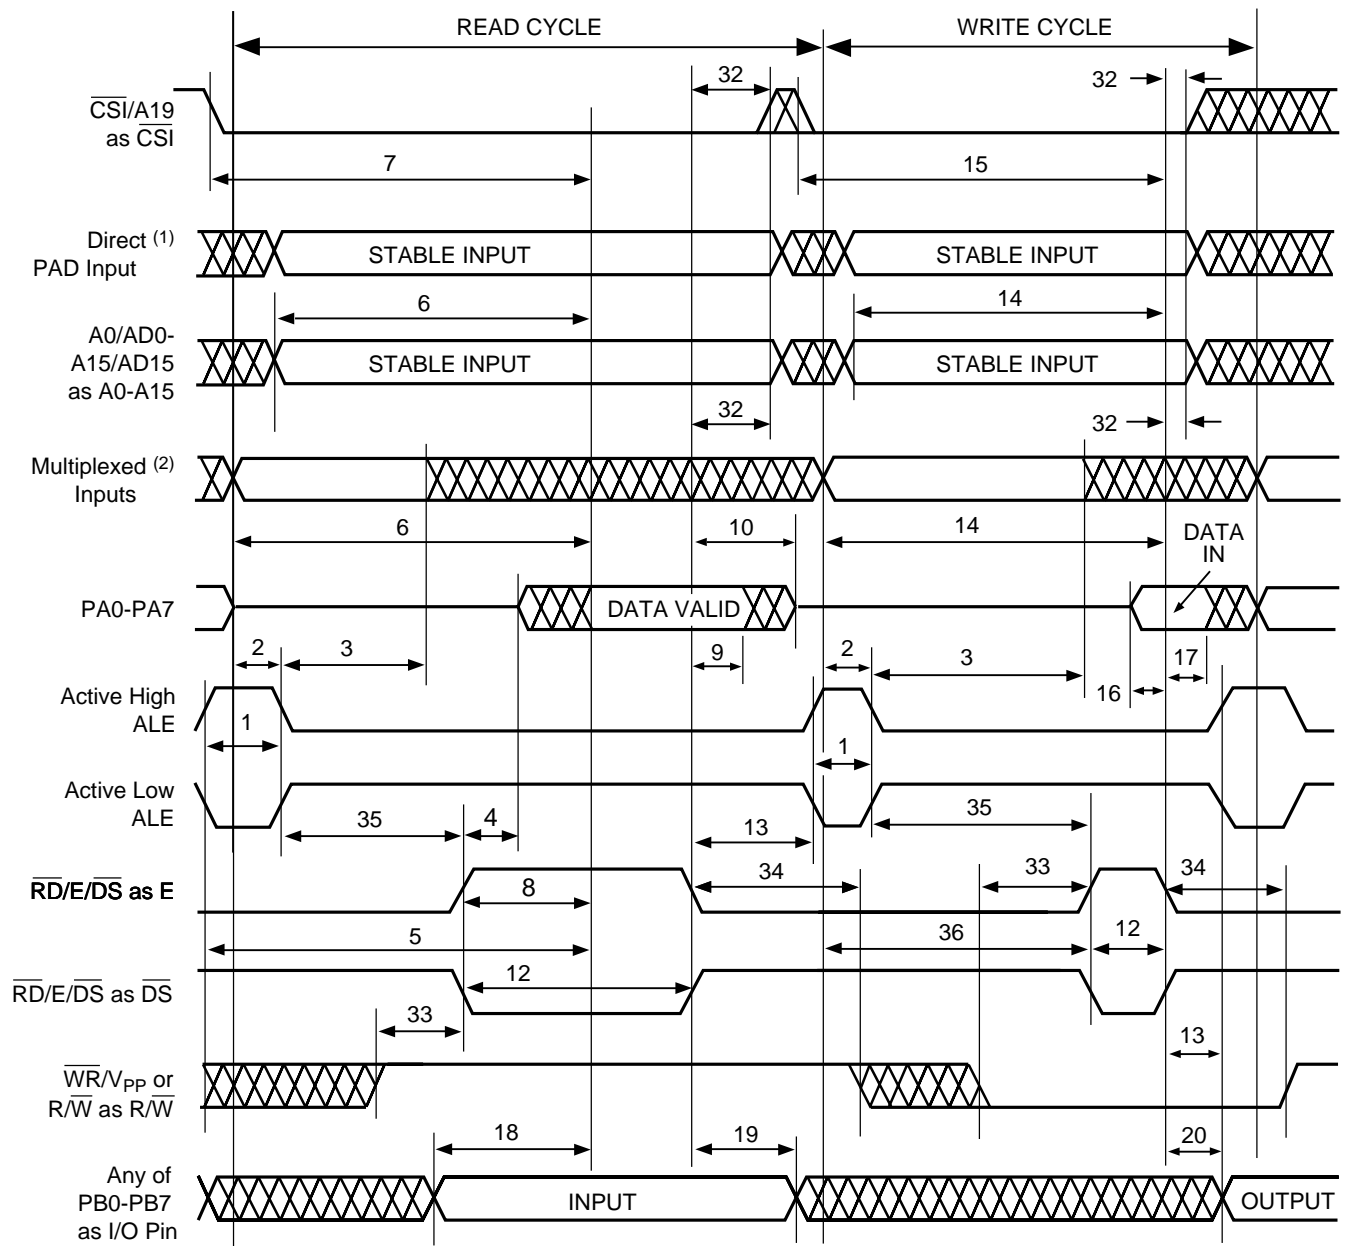 READ CYCLE
WRITE CYCLE
32
32
CSI/A19
as CSI
7
15
Direct (1)
PAD Input
STABLE INPUT
STABLE INPUT
6
14
A0/AD0-
A15/AD15
as A0-A15
STABLE INPUT
STABLE INPUT
32
32
Multiplexed (2)
Inputs
6
10
14
DATA
IN
PA0-PA7
DATA VALID
2
3
9
2
3
17
16
Active High
ALE
1
1
Active Low
ALE
35
4
13
35
RD/E/DS as E
8
34
33
34
5
36
12
RD/E/DS as DS
12
33
13
WR/VPP or
R/W as R/W
18
19
20
Any of
PB0-PB7
as I/O Pin
INPUT
OUTPUT